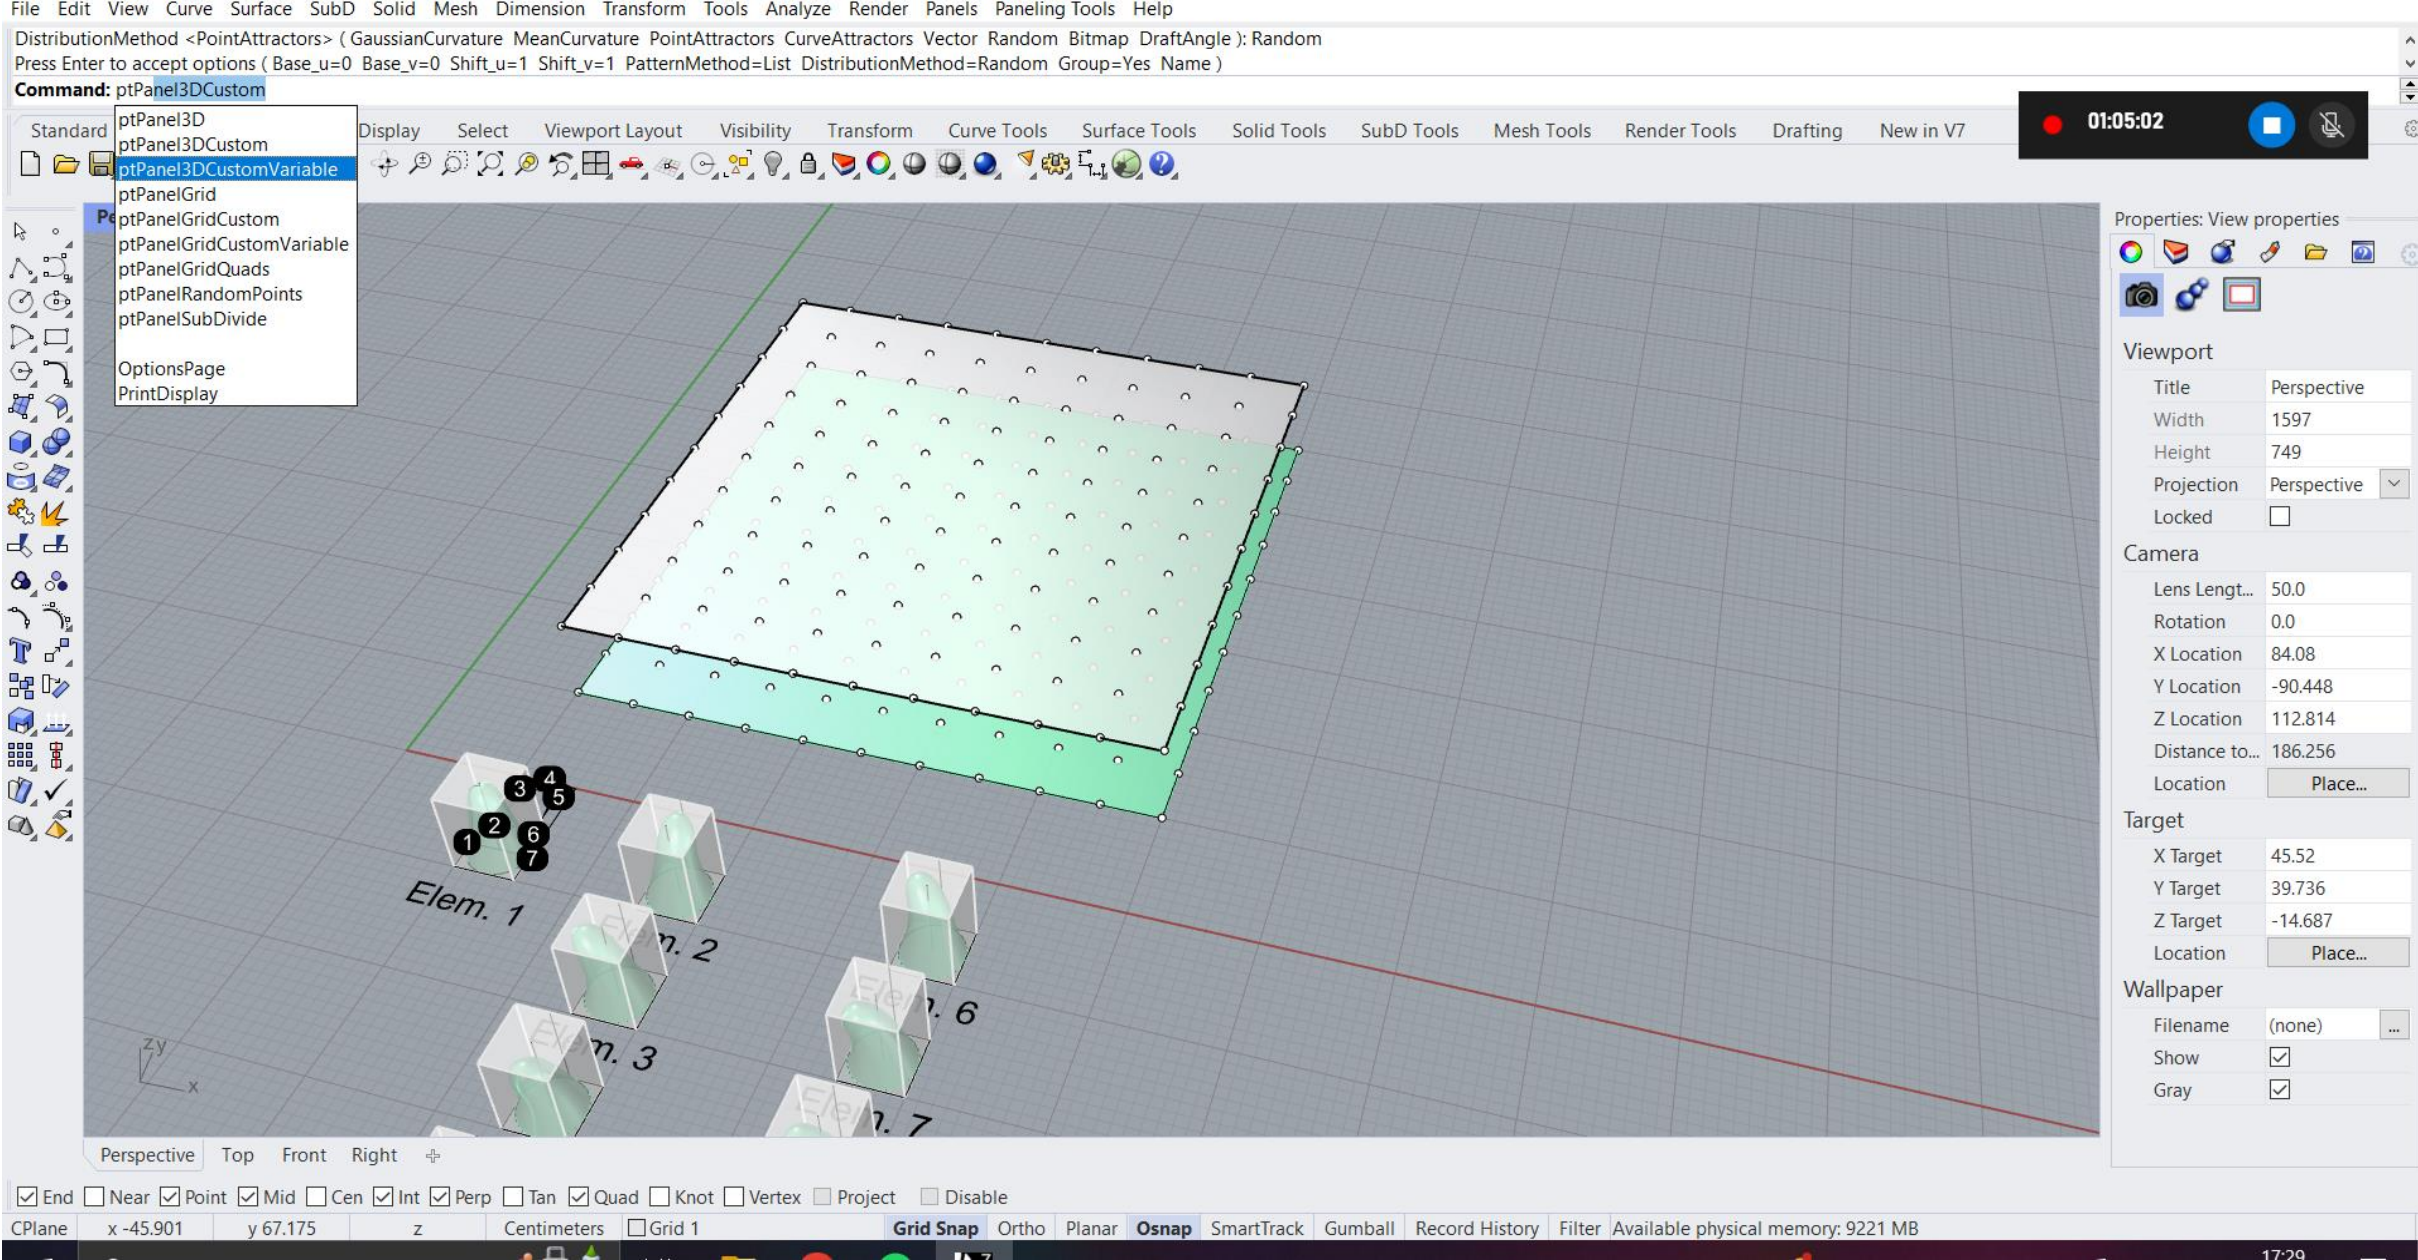 File Edit View Curve Surface SubD Solid Mesh Dimension Transform Tools Analyze Render Panels Paneling Tools Help
DistributionMethod <PointAttractors> ( GaussianCurvature MeanCurvature PointAttractors CurveAttractors Vector Random Bitmap DraftAngle ): Random
Press Enter to accept options ( Base_u=0 Base_v=0 Shift_u=1 Shift_v=1 PatternMethod=List DistributionMethod=Random Group=Yes Name )
Command: ptPanel3DCustom
ptPanel3D
ptPanel3DCustom
ptPanel3DCustomVariable
ptPanelGrid
ptPanelGridCustom
ptPanelGridCustomVariable
ptPanelGridQuads
ptPanelRandomPoints
ptPanelSubDivide
OptionsPage
PrintDisplay
Standard Display Select Viewport Layout Visibility Transform Curve Tools Surface Tools Solid Tools SubD Tools Mesh Tools Render Tools Drafting New in V7
01:05:02
Properties: View properties
Viewport
Title Perspective
Width 1597
Height 749
Projection Perspective
Locked
Camera
Lens Lengt... 50.0
Rotation 0.0
X Location 84.08
Y Location -90.448
Z Location 112.814
Distance to... 186.256
Location Place...
Target
X Target 45.52
Y Target 39.736
Z Target -14.687
Location Place...
Wallpaper
Filename (none) ...
Show
Gray
1 2 3 4 5 6 7
Elem. 1
Elem. 2
Elem. 3
Elem. 6
Elem. 7
zy
x
Perspective Top Front Right
End Near Point Mid Cen Int Perp Tan Quad Knot Vertex Project Disable
CPlane x -45.901 y 67.175 z Centimeters Grid 1 Grid Snap Ortho Planar Osnap SmartTrack Gumball Record History Filter Available physical memory: 9221 MB
17:29